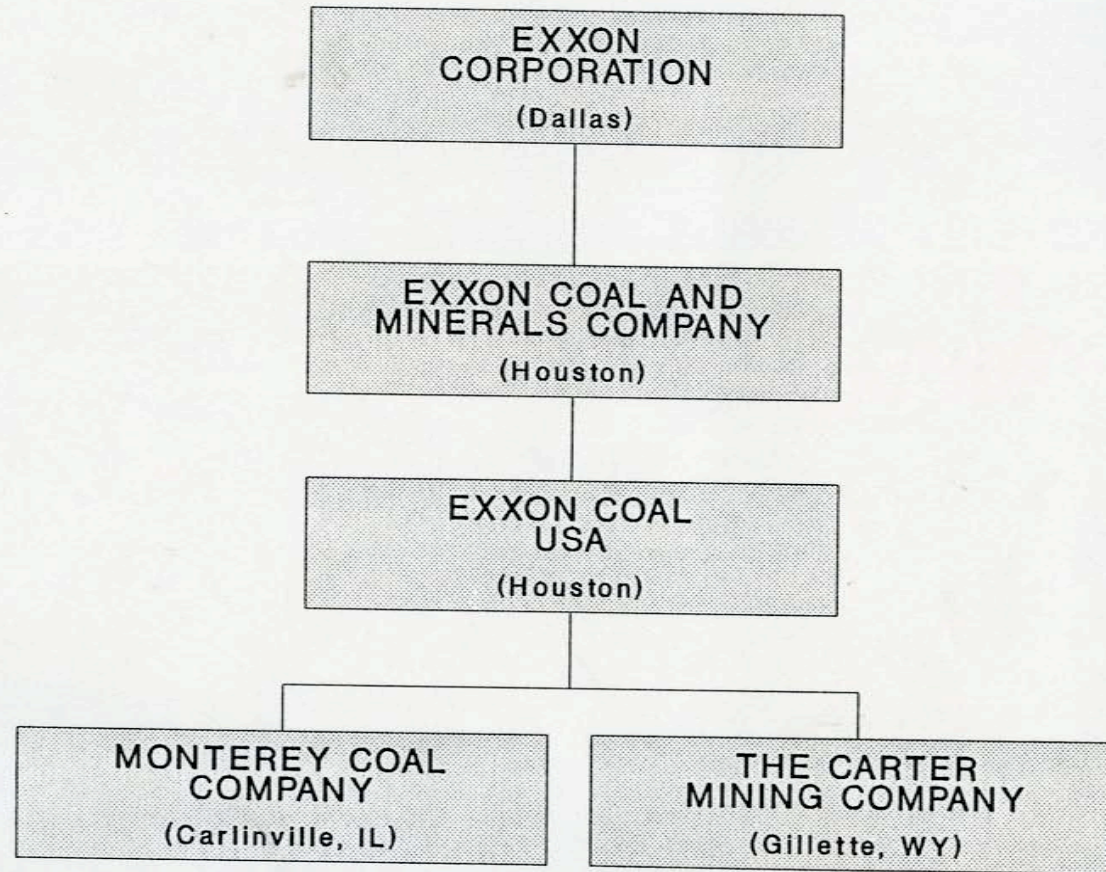 EXXON
CORPORATION
(Dallas)
EXXON COAL AND
MINERALS COMPANY
(Houston)
EXXON COAL
USA
(Houston)
MONTEREY COAL
COMPANY
(Carlinville, IL)
THE CARTER
MINING COMPANY
(Gillette, WY)